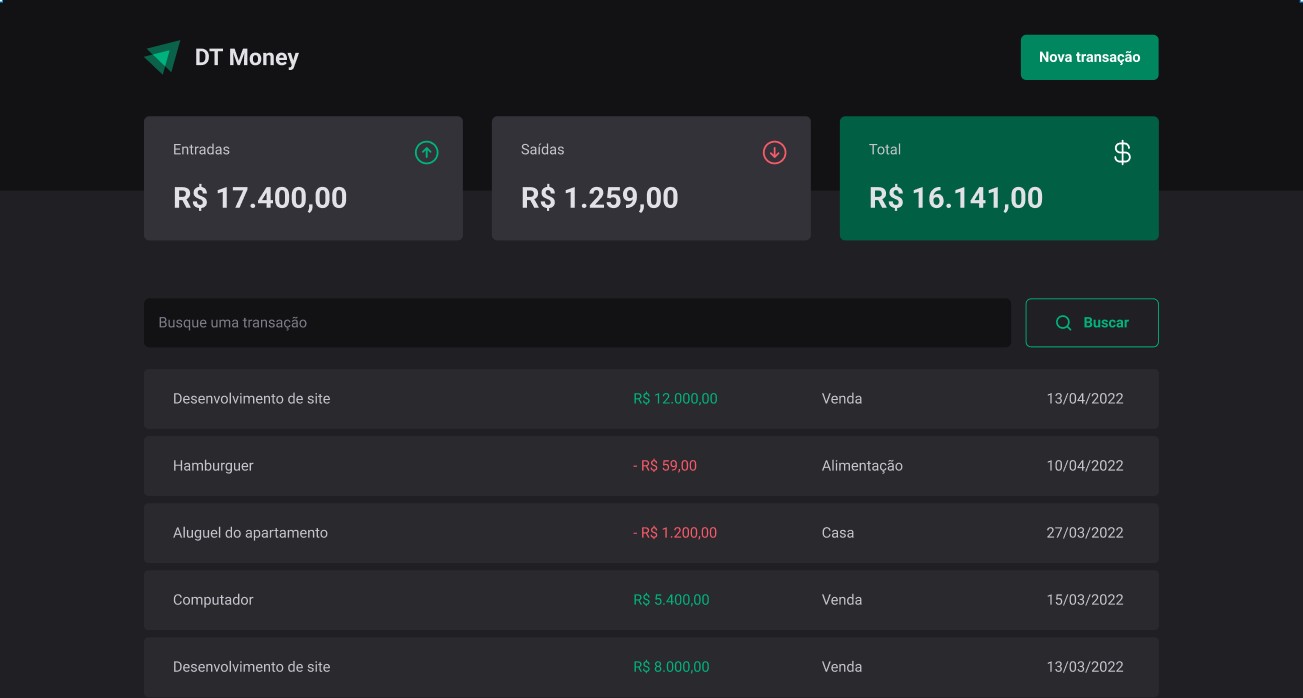 DT Money
Nova transação
Entradas
R$ 17.400,00
Saídas
R$ 1.259,00
Total
$
R$ 16.141,00
Busque uma transação
Buscar
Desenvolvimento de site R$ 12.000,00 Venda 13/04/2022
Hamburguer - R$ 59,00 Alimentação 10/04/2022
Aluguel do apartamento - R$ 1.200,00 Casa 27/03/2022
Computador R$ 5.400,00 Venda 15/03/2022
Desenvolvimento de site R$ 8.000,00 Venda 13/03/2022